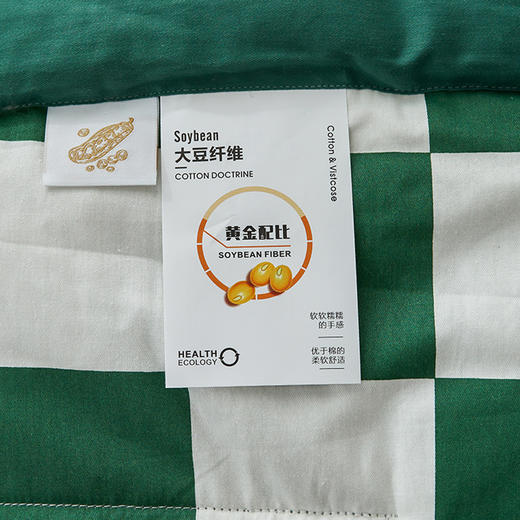 Soybean
大豆纤维
COTTON DOCTRINE
Cotton & Vistcose
黄金配比
SOYBEAN FIBER
软软糯糯
的手感
优于棉的
柔软舒适
HEALTH
ECOLOGY